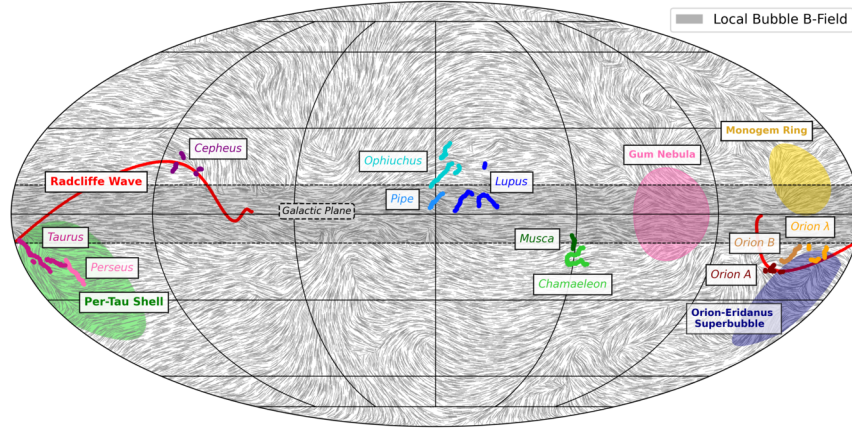 Local Bubble B-Field
Monogem Ring
Cepheus
Ophiuchus
Gum Nebula
Radcliffe Wave
Lupus
Pipe
Galactic Plane
Orion λ
Taurus
Musca
Orion B
Perseus
Orion A
Chamaeleon
Per-Tau Shell
Orion-Eridanus
Superbubble